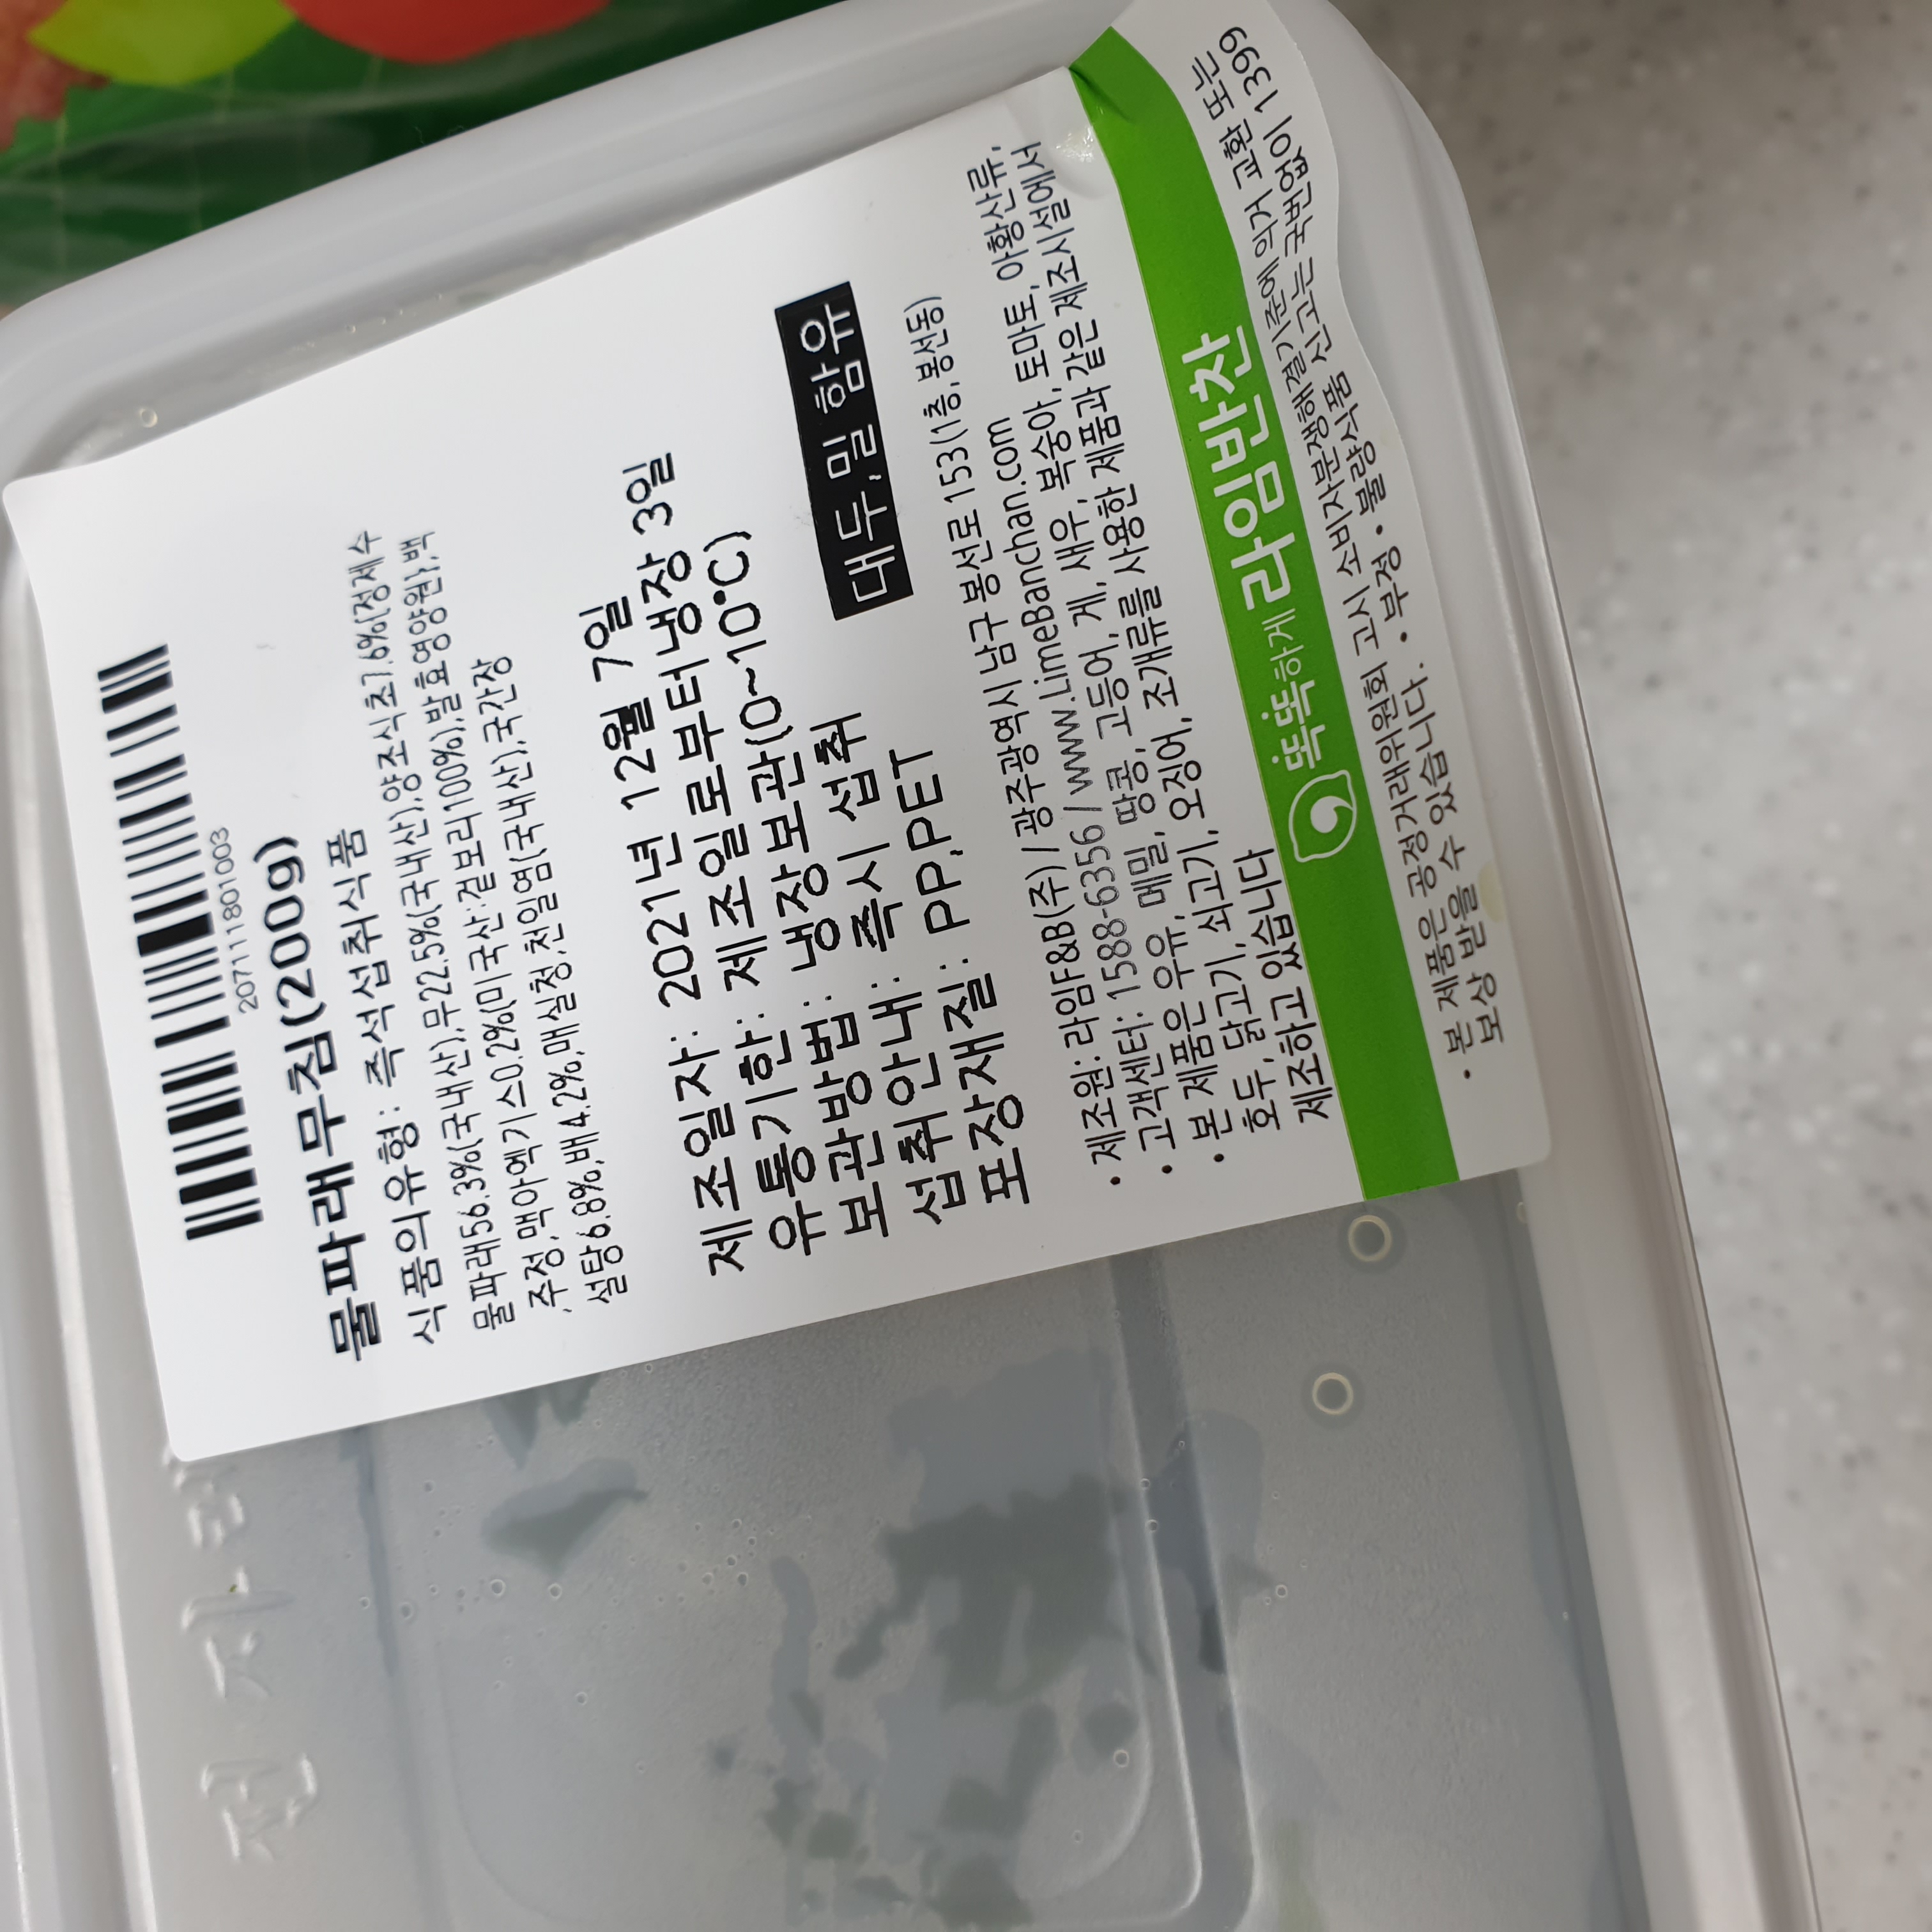 2071111801003
물파래무침(200g)
식품의유형: 즉석섭취식품
물파래56.3%(국내산),무22.5%(국내산),양조식초7.6%{정제수
,주정,맥아엑기스0.2%(미국산:겉보리100%),발효영양원},백
설탕6.8%,배4.2%,매실청,천일염(국내산),국간장
제조일자: 2021년 12월 7일
유통기한: 제조일로부터냉장 3일
보관방법: 냉장보관(0~10°C)
섭취안내: 즉시 섭취
포장재질: PP,PET
대두,밀 함유
• 제조원: 라임F&B(주) / 광주광역시 남구 봉선로 153(1층, 봉선동)
• 고객센터: 1588-6356 / www.LimeBanchan.com
• 본 제품은 우유, 메밀, 땅콩, 고등어, 게, 새우, 복숭아, 토마토, 아황산류,
호두, 닭고기, 쇠고기, 오징어, 조개류를 사용한 제품과 같은 제조시설에서
제조하고 있습니다
똑똑하게 라임반찬
• 본 제품은 공정거래위원회 고시 소비자분쟁해결기준에 의거 교환 또는
보상 받을 수 있습니다. • 부정 • 불량식품 신고는 국번없이 1399
전자레